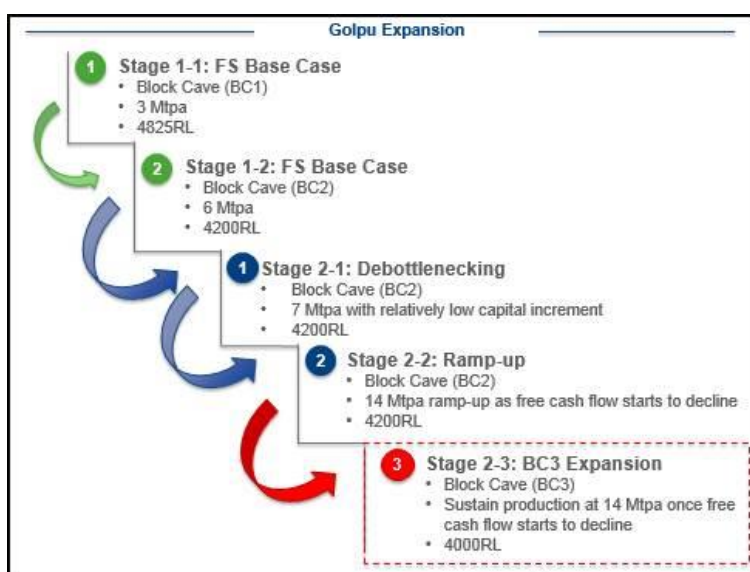 Golpu Expansion
1 Stage 1-1: FS Base Case
• Block Cave (BC1)
• 3 Mtpa
• 4825RL
2 Stage 1-2: FS Base Case
• Block Cave (BC2)
• 6 Mtpa
• 4200RL
1 Stage 2-1: Debottlenecking
• Block Cave (BC2)
• 7 Mtpa with relatively low capital increment
• 4200RL
2 Stage 2-2: Ramp-up
• Block Cave (BC2)
• 14 Mtpa ramp-up as free cash flow starts to decline
• 4200RL
3 Stage 2-3: BC3 Expansion
• Block Cave (BC3)
• Sustain production at 14 Mtpa once free
cash flow starts to decline
• 4000RL